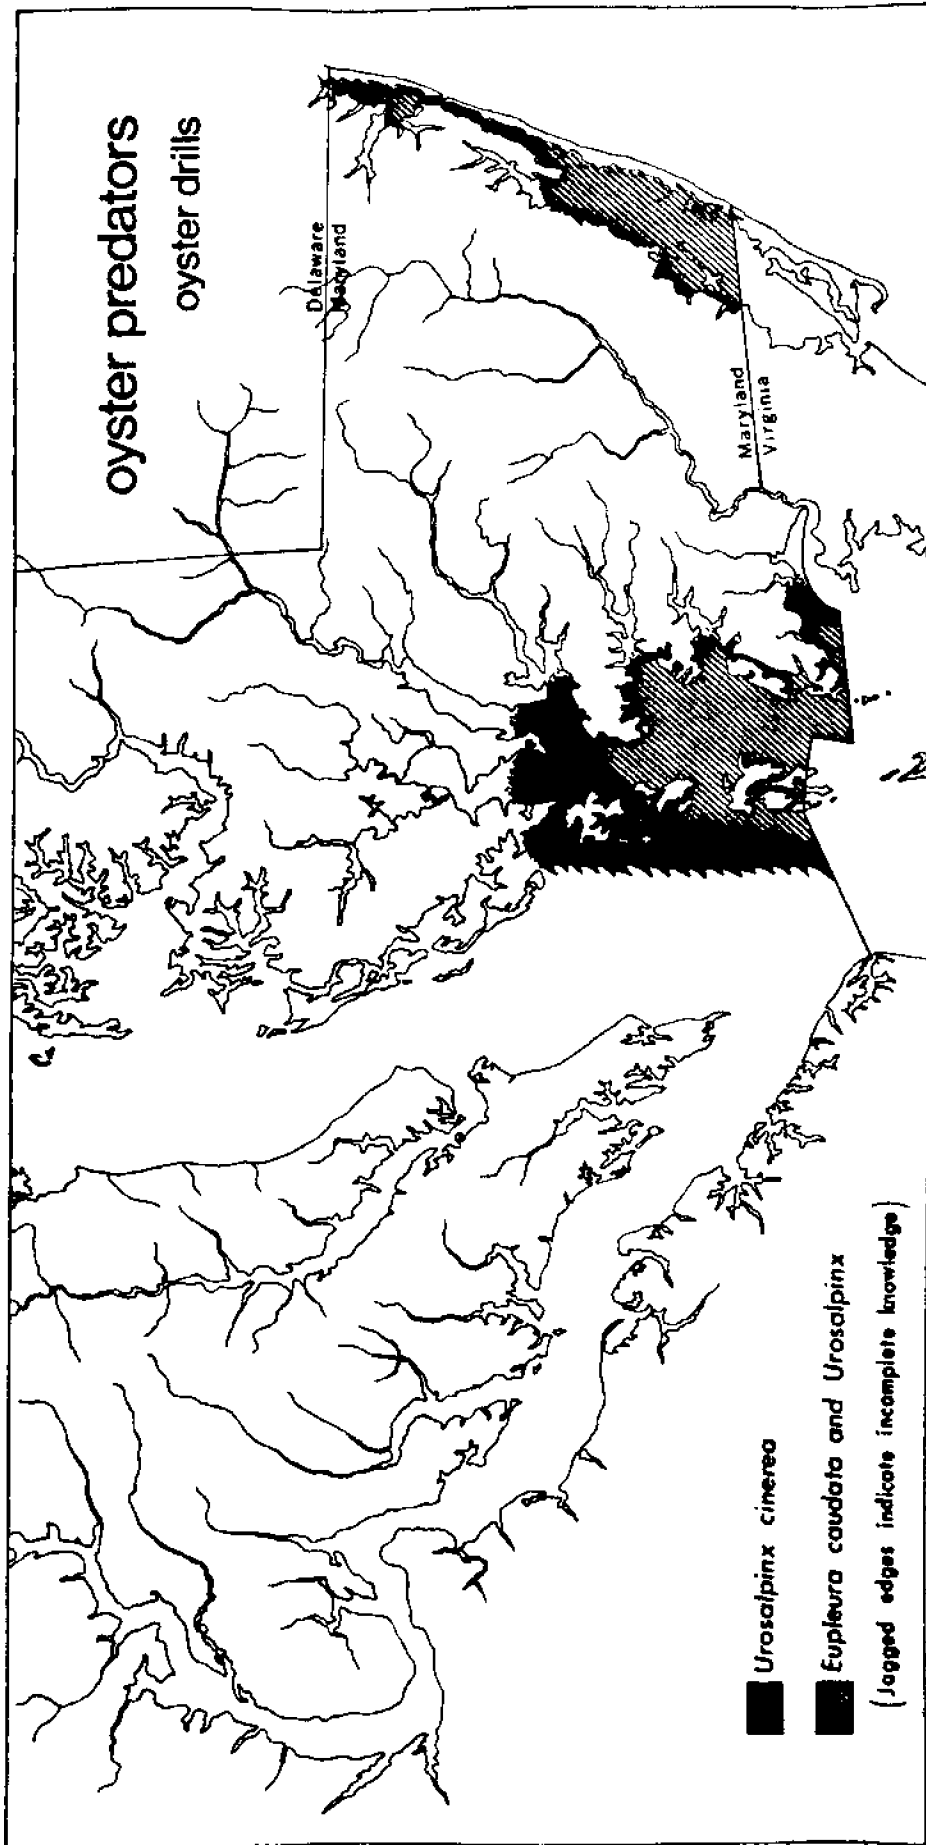 oyster predators
oyster drills
Delaware
Maryland
Maryland
Virginia
Urosalpinx cinerea
Eupleura caudata and Urosalpinx
(Jagged edges indicate incomplete knowledge)